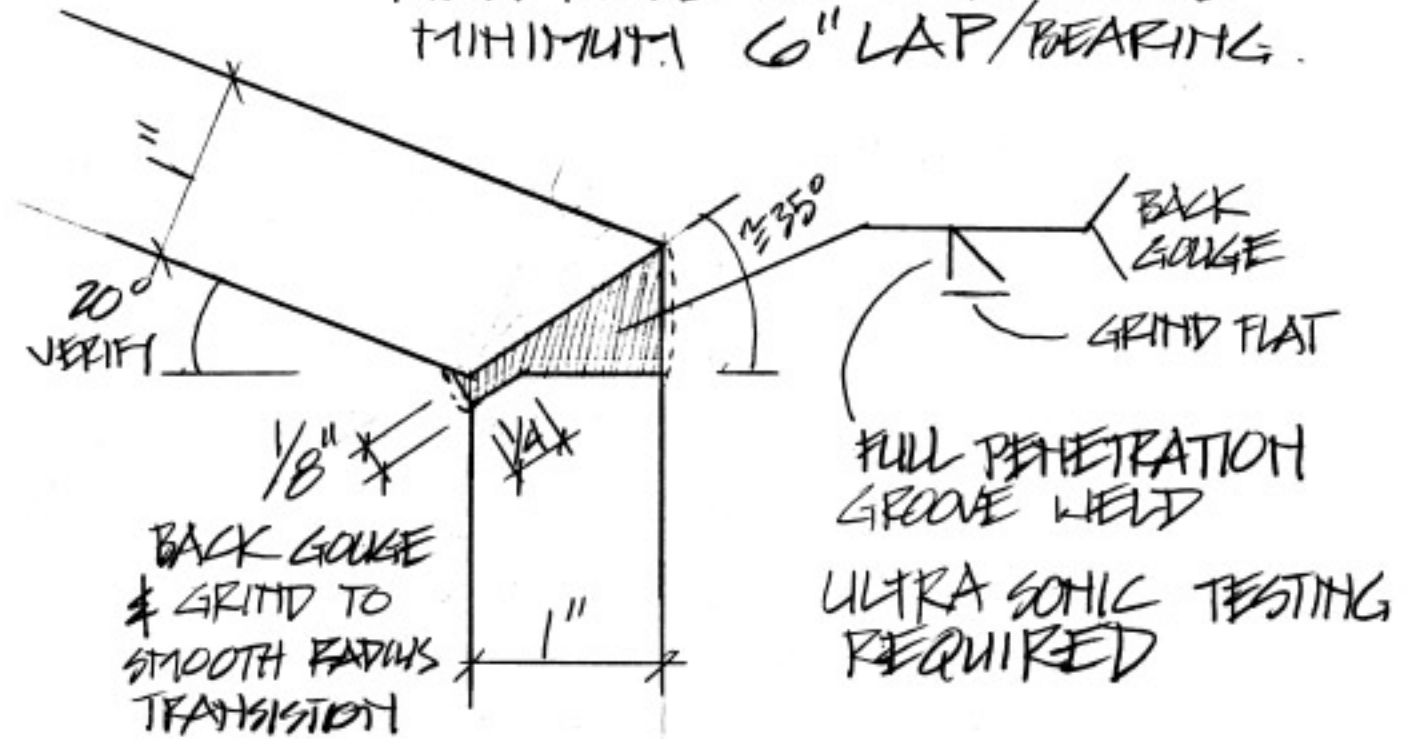 MINIMUM 6" LAP/BEARING.
1"
20°
VERIFY
≅35°
BACK
GOUGE
GRIND FLAT
1/8"
1/4
FULL PENETRATION
GROOVE WELD
BACK GOUGE
& GRIND TO
SMOOTH RADIUS
TRANSISTION
1"
ULTRA SONIC TESTING
REQUIRED